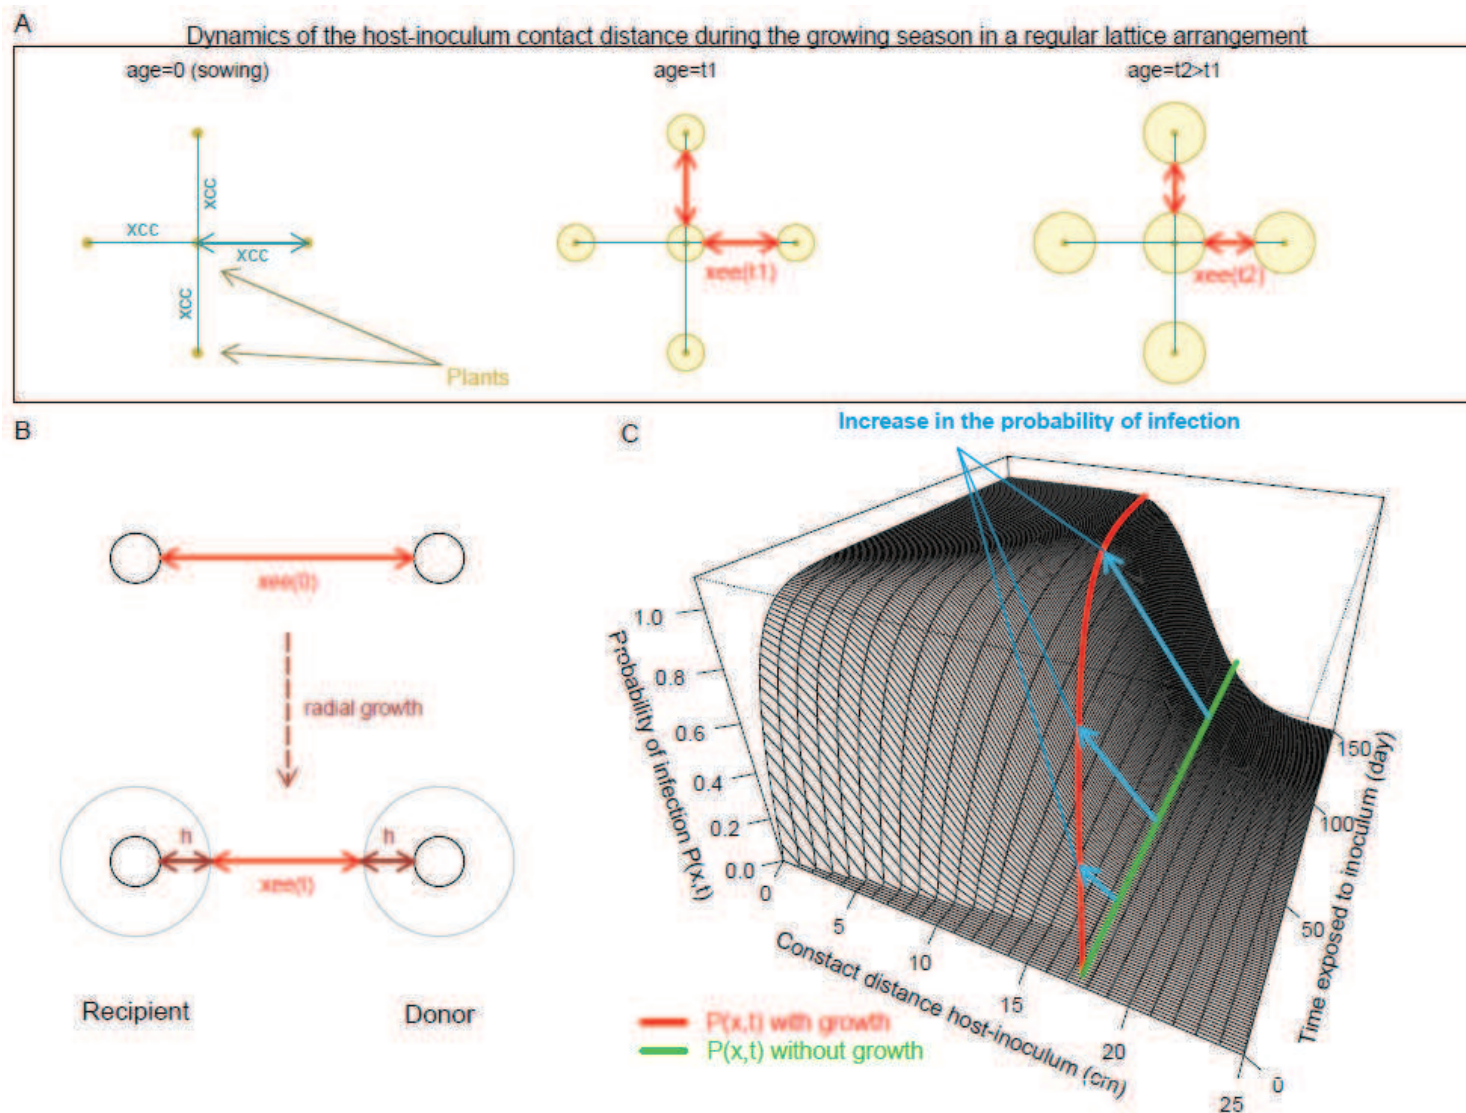 A
Dynamics of the host-inoculum contact distance during the growing season in a regular lattice arrangement
age=0 (sowing)
age=t1
age=t2>t1
xcc
xcc
xcc
xcc
xee(t1)
xee(t2)
Plants
B
C
Increase in the probability of infection
xee(0)
radial growth
h
h
xee(t)
Recipient
Donor
Probability of infection P(x,t)
1.0
0.8
0.6
0.4
0.2
0.0
0
5
10
15
20
25
Constact distance host-inoculum (cm)
0
50
100
150
Time exposed to inoculum (day)
P(x,t) with growth
P(x,t) without growth